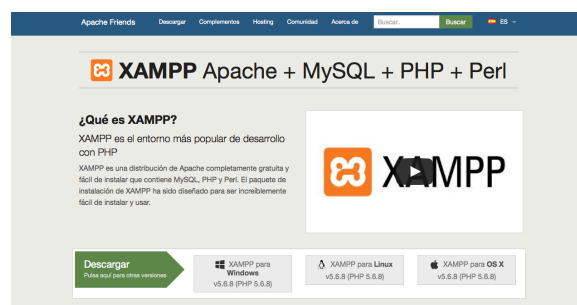 Apache Friends Descargar Complementos Hosting Comunidad Acerca de Buscar. Buscar ES
XAMPP Apache + MySQL + PHP + Perl
¿Qué es XAMPP?
XAMPP es el entorno más popular de desarrollo
con PHP
XAMPP es una distribución de Apache completamente gratuita y
fácil de instalar que contiene MySQL, PHP y Perl. El paquete de
instalación de XAMPP ha sido diseñado para ser increíblemente
fácil de instalar y usar.
XAMPP
Descargar
Pulsa aquí para otras versiones
XAMPP para
Windows
v5.6.8 (PHP 5.6.8)
XAMPP para Linux
v5.6.8 (PHP 5.6.8)
XAMPP para OS X
v5.6.8 (PHP 5.6.8)